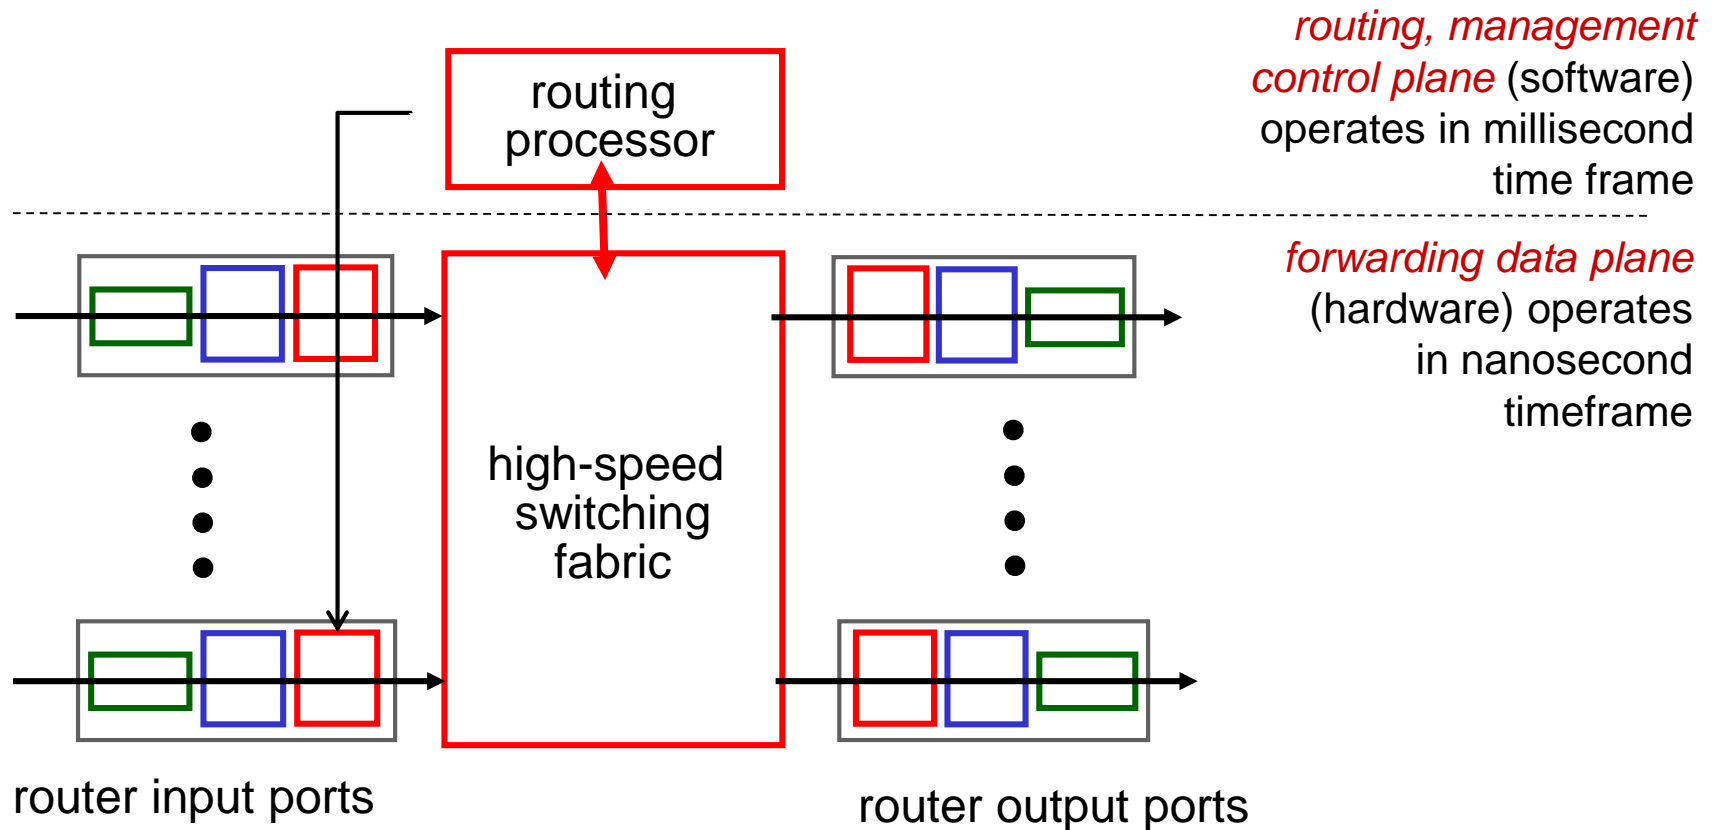 routing, management
control plane (software)
operates in millisecond
time frame
routing
processor
forwarding data plane
(hardware) operates
in nanosecond
timeframe
high-speed
switching
fabric
router input ports
router output ports